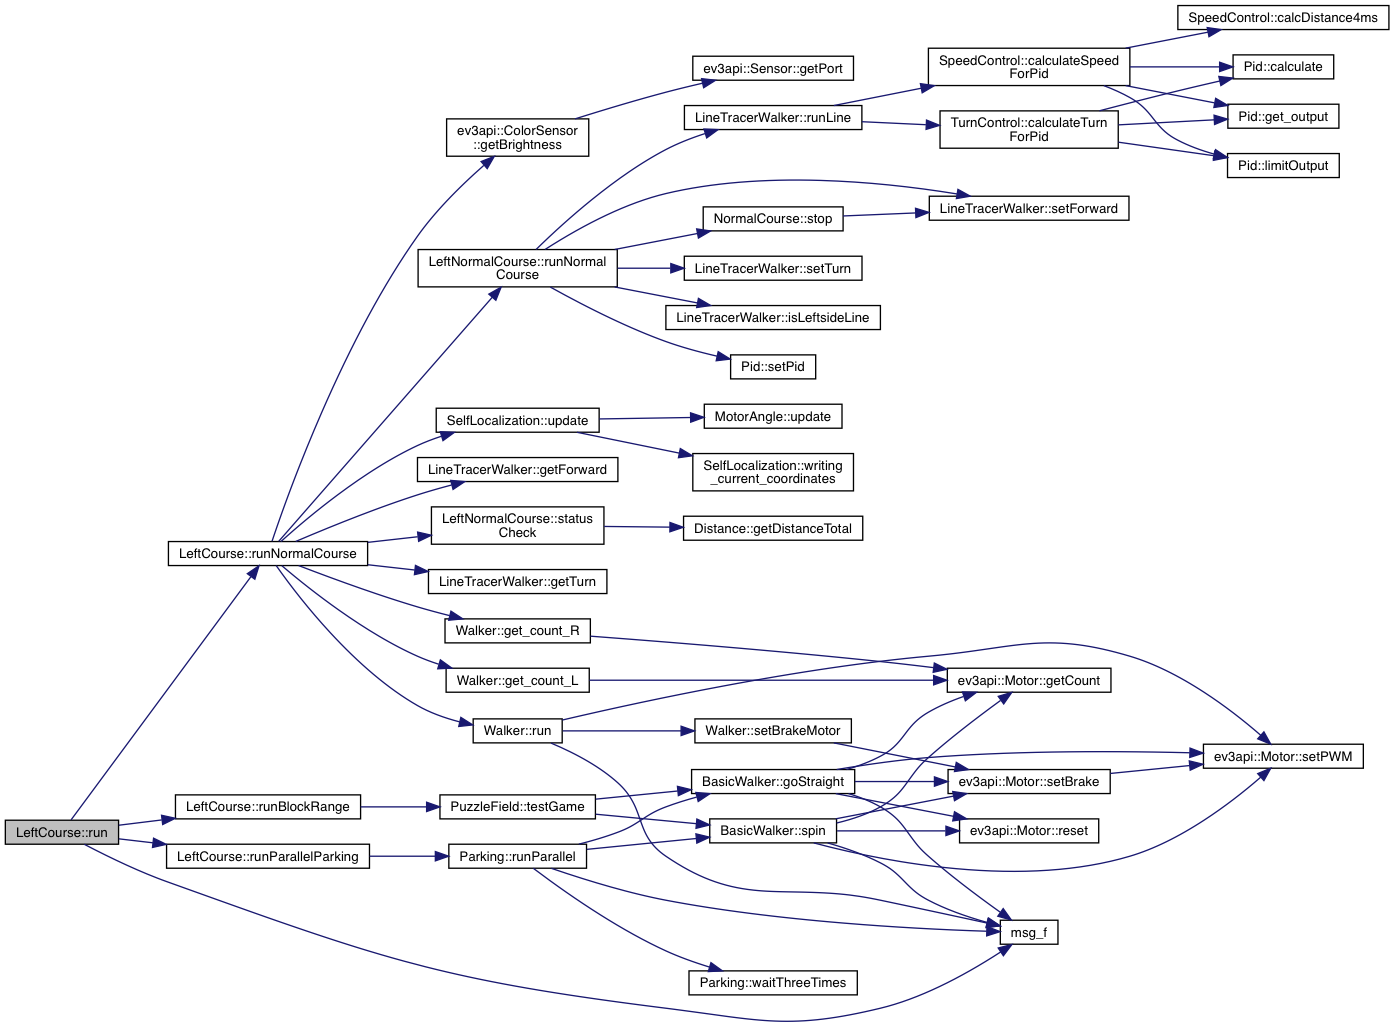 SpeedControl::calcDistance4ms
SpeedControl::calculateSpeed
ForPid
ev3api::Sensor::getPort
Pid::calculate
LineTracerWalker::runLine
Pid::get_output
ev3api::ColorSensor
::getBrightness
TurnControl::calculateTurn
ForPid
Pid::limitOutput
LineTracerWalker::setForward
NormalCourse::stop
LeftNormalCourse::runNormal
Course
LineTracerWalker::setTurn
LineTracerWalker::isLeftsideLine
Pid::setPid
SelfLocalization::update
MotorAngle::update
LineTracerWalker::getForward
SelfLocalization::writing
_current_coordinates
LeftNormalCourse::status
Check
Distance::getDistanceTotal
LeftCourse::runNormalCourse
LineTracerWalker::getTurn
Walker::get_count_R
Walker::get_count_L
ev3api::Motor::getCount
Walker::run
Walker::setBrakeMotor
ev3api::Motor::setPWM
BasicWalker::goStraight
ev3api::Motor::setBrake
LeftCourse::runBlockRange
PuzzleField::testGame
LeftCourse::run
BasicWalker::spin
ev3api::Motor::reset
LeftCourse::runParallelParking
Parking::runParallel
msg_f
Parking::waitThreeTimes